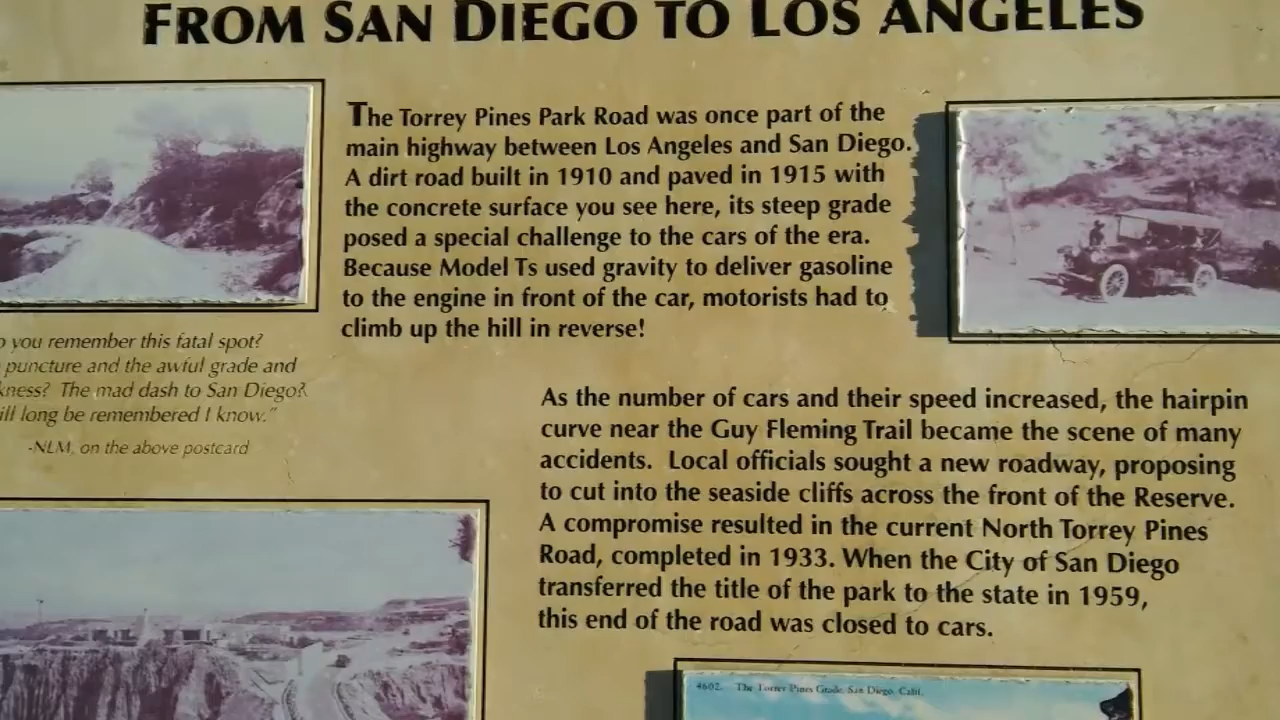 FROM SAN DIEGO TO LOS ANGELES
The Torrey Pines Park Road was once part of the
main highway between Los Angeles and San Diego.
A dirt road built in 1910 and paved in 1915 with
the concrete surface you see here, its steep grade
posed a special challenge to the cars of the era.
Because Model Ts used gravity to deliver gasoline
to the engine in front of the car, motorists had to
climb up the hill in reverse!
you remember this fatal spot?
puncture and the awful grade and
The mad dash to San Diego?
long be remembered I know."
-NLM, on the above postcard
As the number of cars and their speed increased, the hairpin
curve near the Guy Fleming Trail became the scene of many
accidents. Local officials sought a new roadway, proposing
to cut into the seaside cliffs across the front of the Reserve.
A compromise resulted in the current North Torrey Pines
Road, completed in 1933. When the City of San Diego
transferred the title of the park to the state in 1959,
this end of the road was closed to cars.
4602 The Torrey Pines Grade, San Diego, Calif.